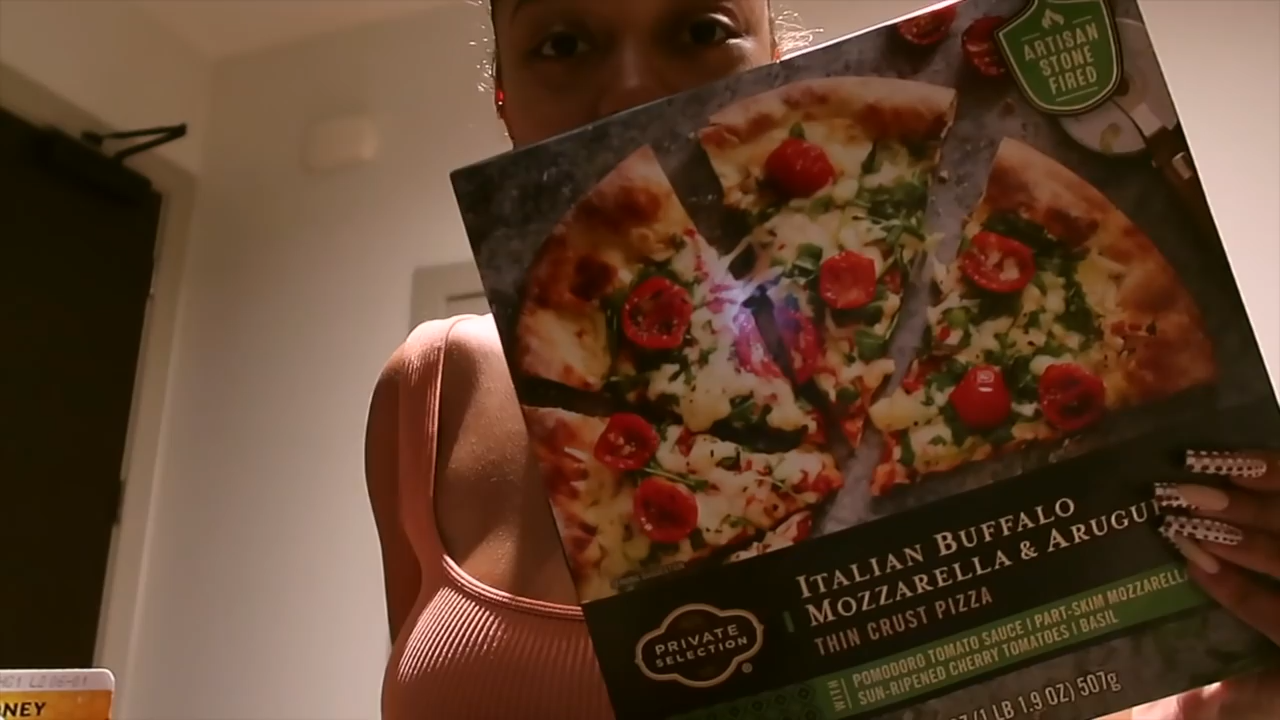 ARTISAN
STONE
FIRED
ITALIAN BUFFALO
MOZZARELLA & ARUGU
THIN CRUST PIZZA
PRIVATE
SELECTION
®
WITH
POMODORO TOMATO SAUCE | PART-SKIM MOZZARELLA
SUN-RIPENED CHERRY TOMATOES | BASIL
(1 LB 1.9 OZ) 507g
NEY